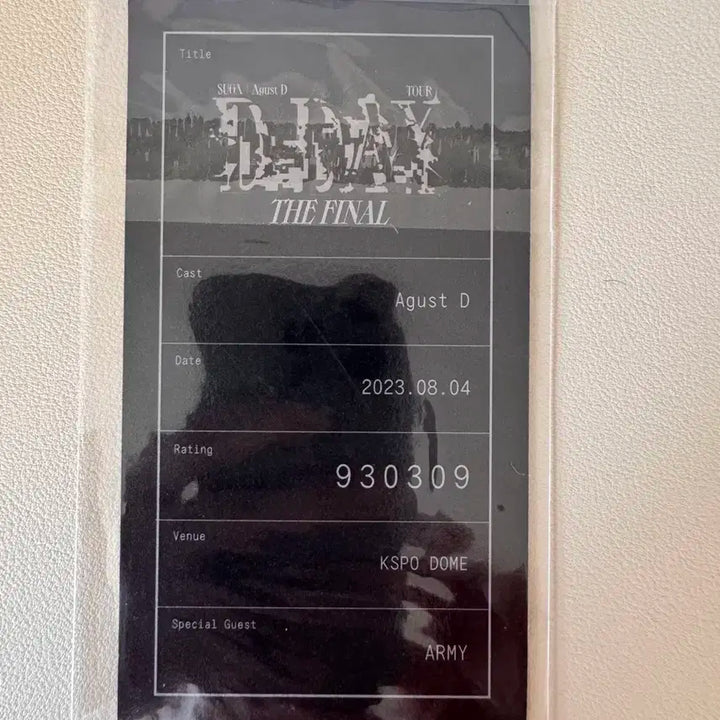 Title
SUGA | Agust D TOUR
D-DAY
THE FINAL
Cast
Agust D
Date
2023.08.04
Rating
930309
Venue
KSPO DOME
Special Guest
ARMY